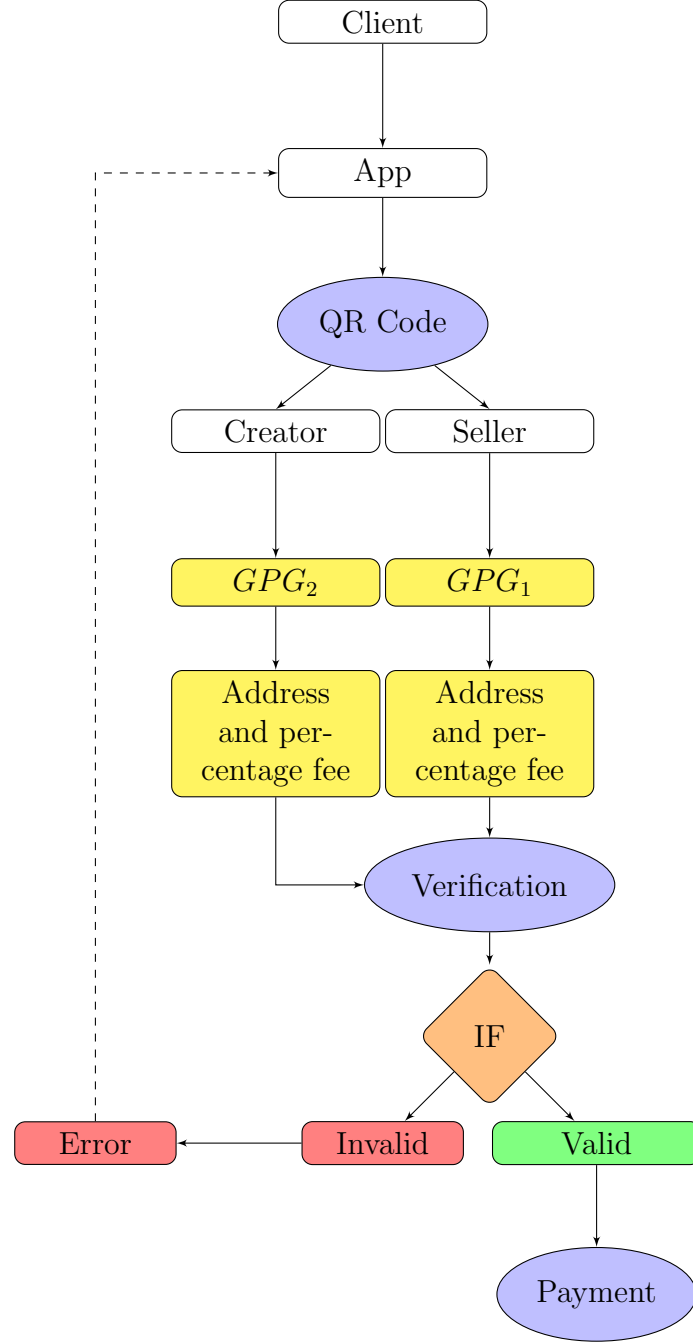 Client
App
QR Code
Creator
Seller
GPG₂
GPG₁
Address
and per-
centage fee
Address
and per-
centage fee
Verification
IF
Error
Invalid
Valid
Payment